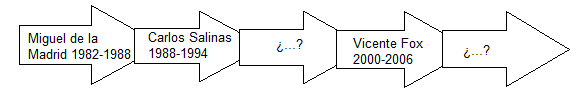 Miguel de la
Madrid 1982-1988
Carlos Salinas
1988-1994
¿...?
Vicente Fox
2000-2006
¿...?